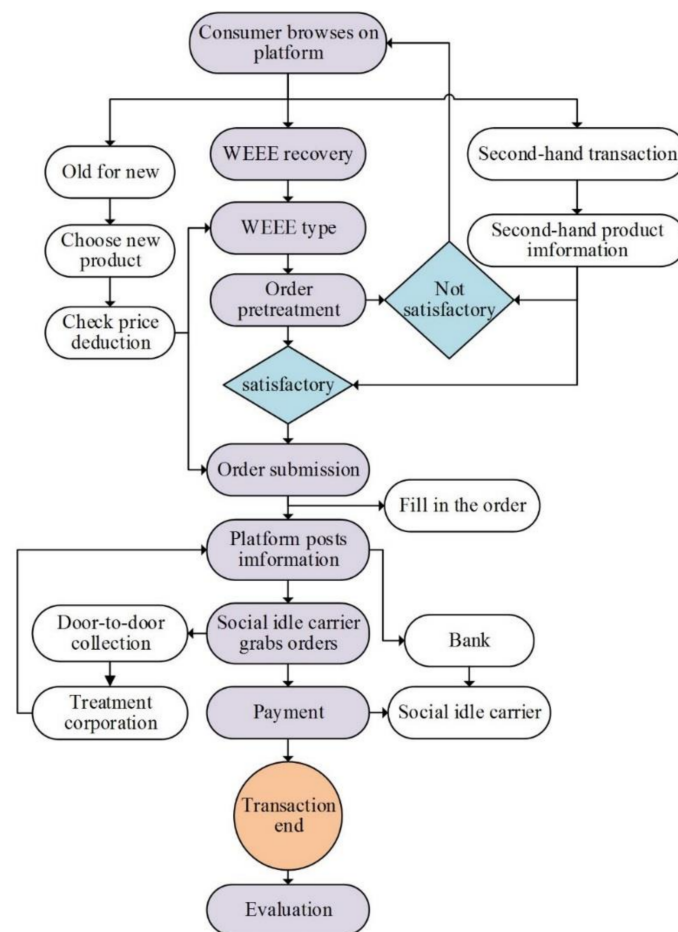 Consumer browses on
platform
Old for new
WEEE recovery
Second-hand transaction
Choose new
product
WEEE type
Second-hand product
imformation
Check price
deduction
Order
pretreatment
Not
satisfactory
satisfactory
Order submission
Fill in the order
Platform posts
imformation
Door-to-door
collection
Social idle carrier
grabs orders
Bank
Treatment
corporation
Payment
Social idle carrier
Transaction
end
Evaluation